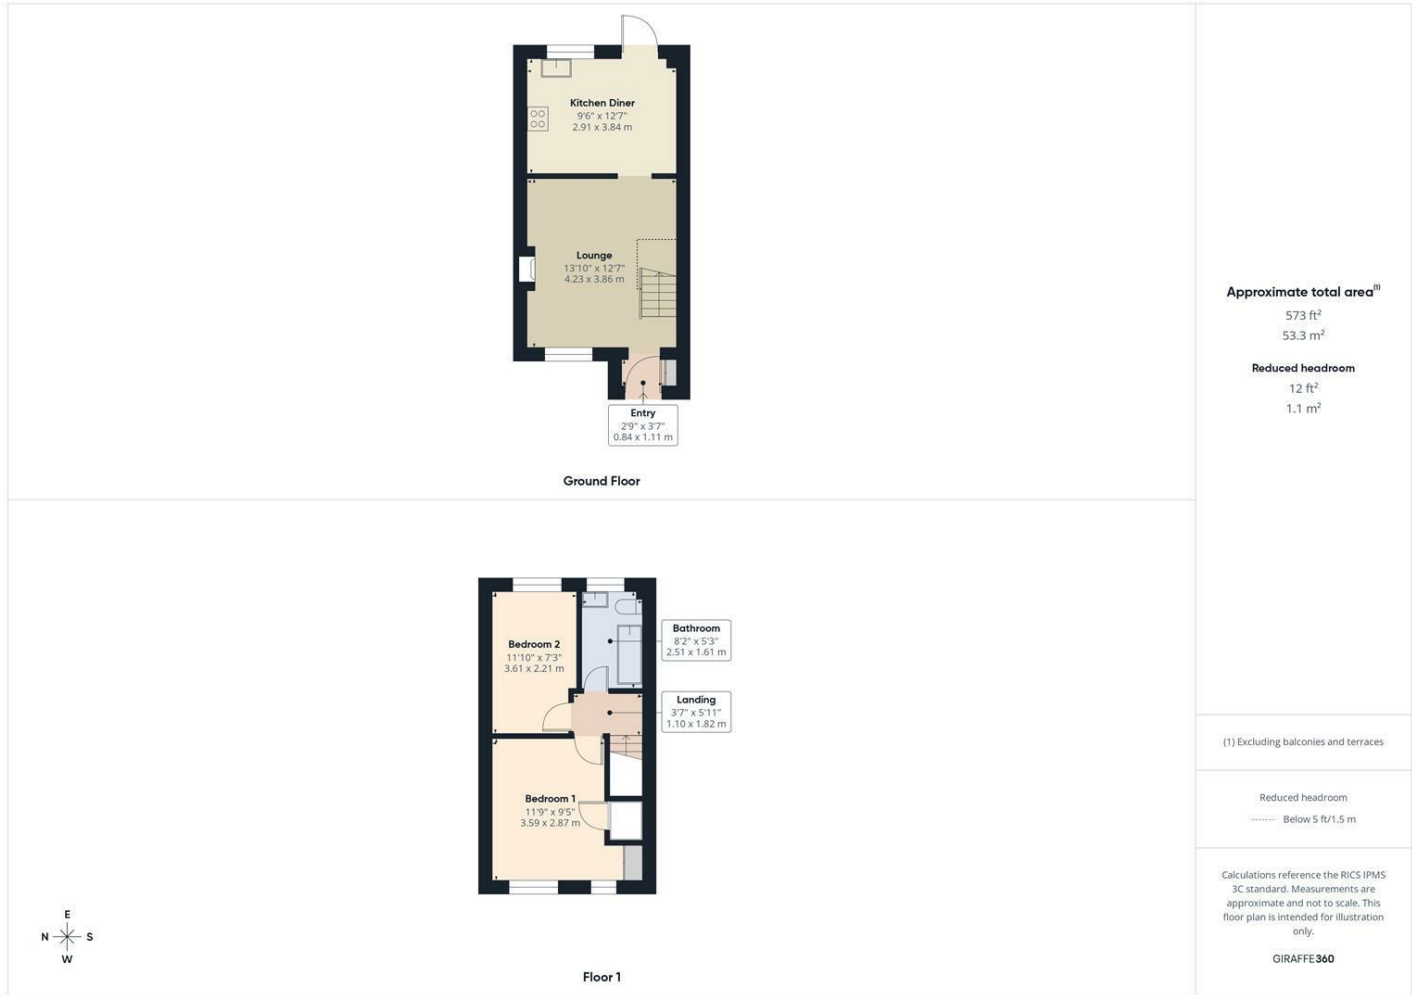 Kitchen Diner
9'6" x 12'7"
2.91 x 3.84 m
Lounge
13'10" x 12'7"
4.23 x 3.86 m
Entry
2'9" x 3'7"
0.84 x 1.11 m
Ground Floor
Bedroom 2
11'10" x 7'3"
3.61 x 2.21 m
Bathroom
8'2" x 5'3"
2.51 x 1.61 m
Landing
3'7" x 5'11"
1.10 x 1.82 m
Bedroom 1
11'9" x 9'5"
3.59 x 2.87 m
E
N S
W
Floor 1
Approximate total area⁽¹⁾
573 ft²
53.3 m²
Reduced headroom
12 ft²
1.1 m²
(1) Excluding balconies and terraces
Reduced headroom
Below 5 ft/1.5 m
Calculations reference the RICS IPMS
3C standard. Measurements are
approximate and not to scale. This
floor plan is intended for illustration
only.
GIRAFFE360